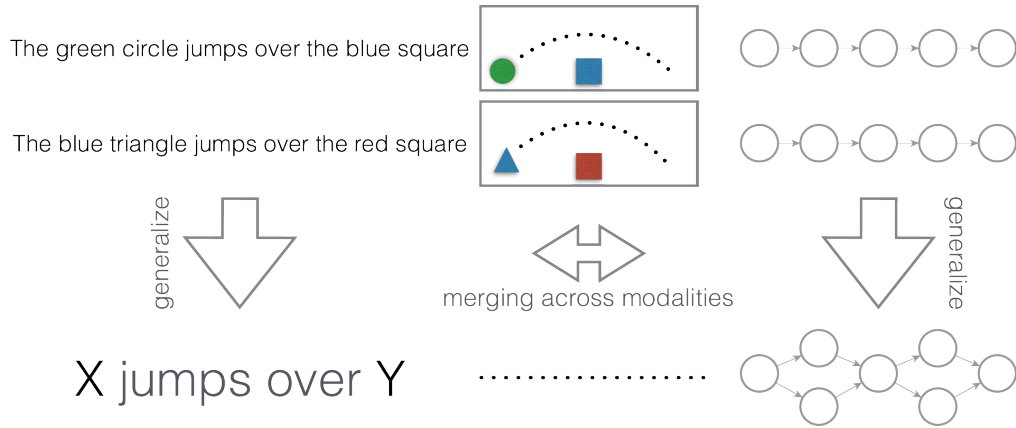 The green circle jumps over the blue square
The blue triangle jumps over the red square
generalize
generalize
merging across modalities
X jumps over Y